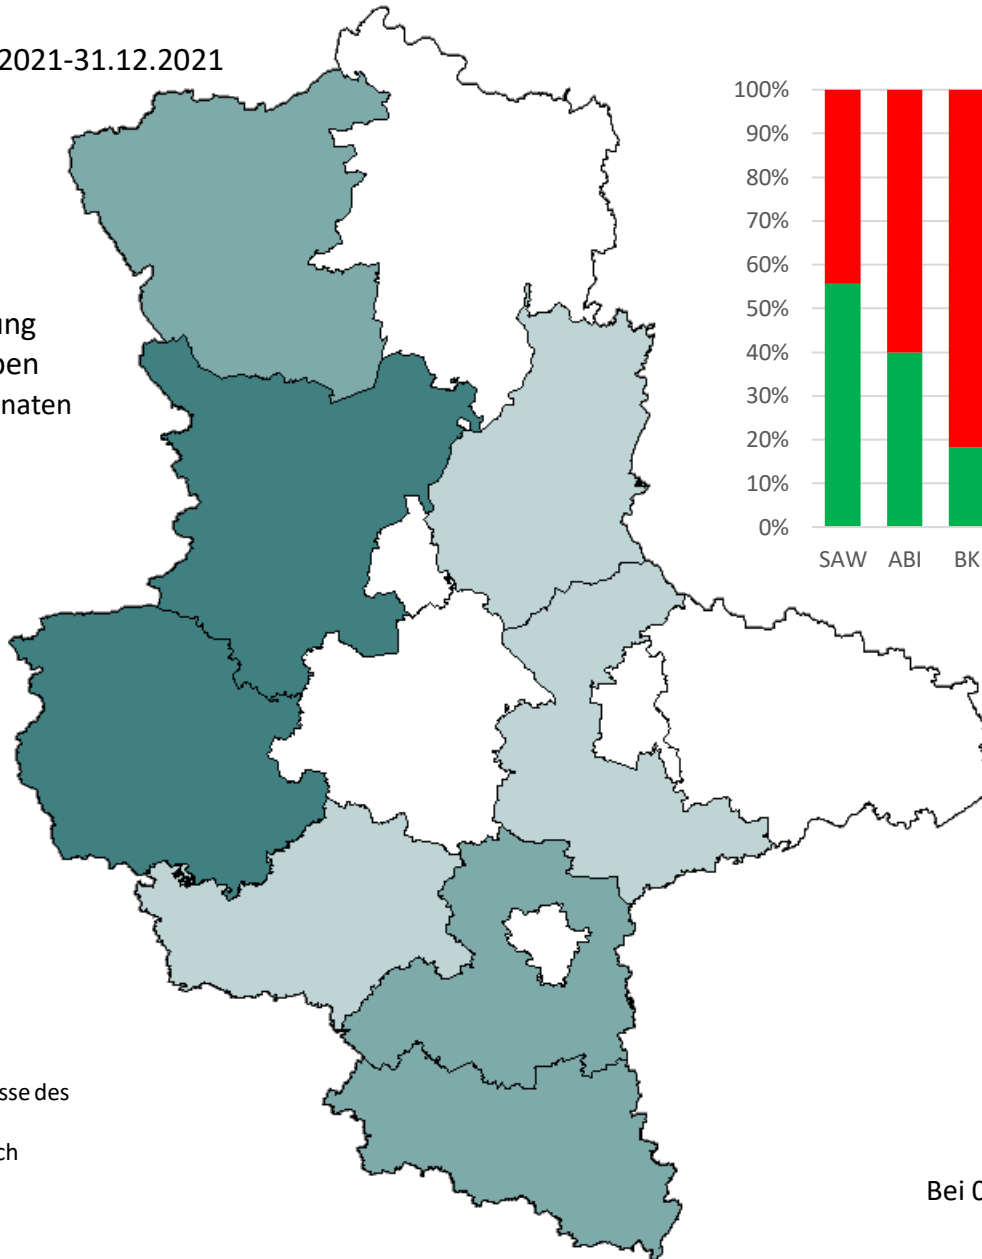 2021-31.12.2021
100%
90%
80%
70%
60%
50%
40%
30%
20%
10%
0%
SAW ABI BK
ung
ben
naten
sse des
ch
Bei 0